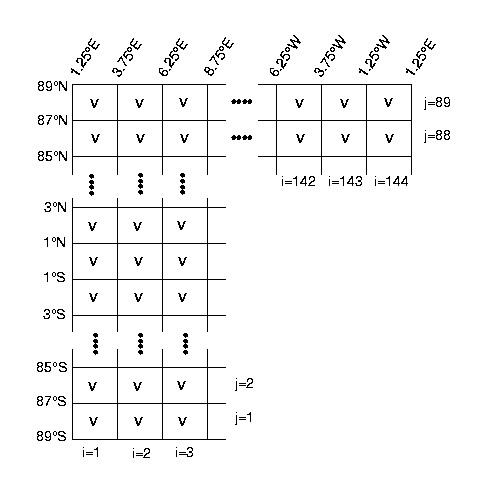 1.25°E 3.75°E 6.25°E 8.75°E 6.25°W 3.75°W 1.25°W 1.25°E
89°N
v v v •••• v v v j=89
87°N
v v v •••• v v v j=88
85°N
i=142 i=143 i=144
3°N
v v v
1°N
v v v
1°S
v v v
3°S
85°S
v v v j=2
87°S
v v v j=1
89°S
i=1 i=2 i=3